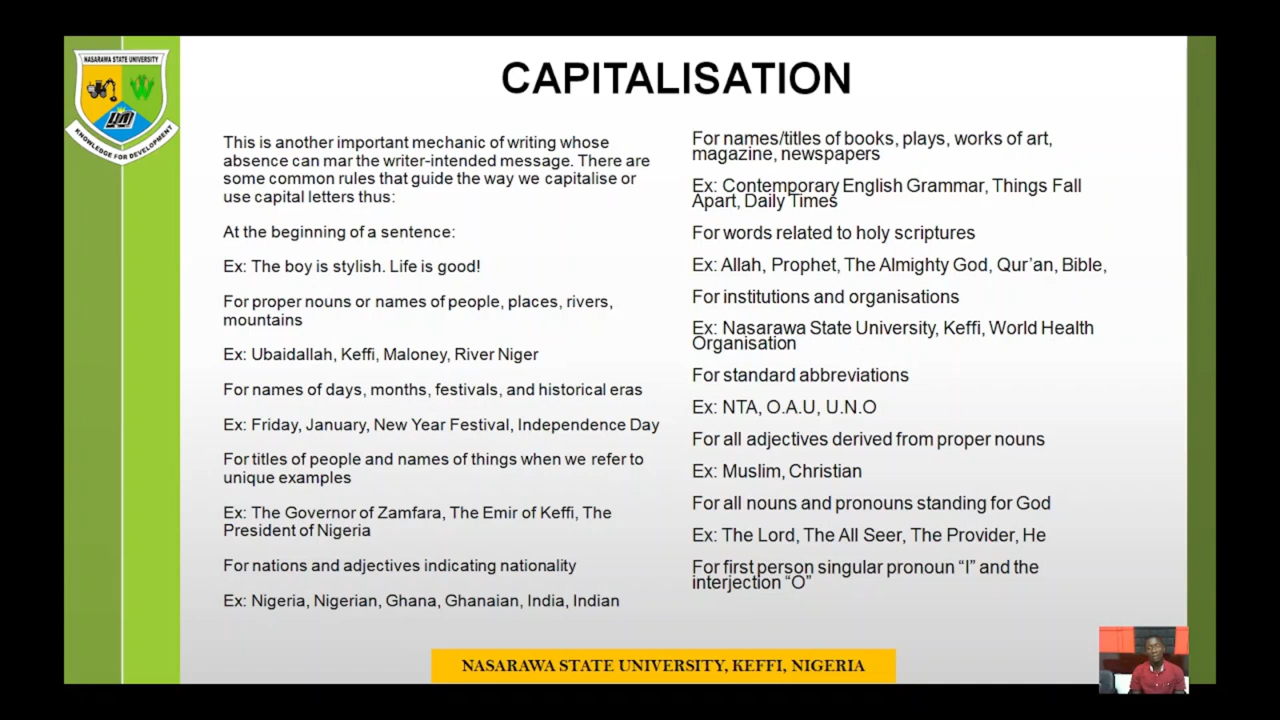 NASARAWA STATE UNIVERSITY
KNOWLEDGE FOR DEVELOPMENT
CAPITALISATION
This is another important mechanic of writing whose
absence can mar the writer-intended message. There are
some common rules that guide the way we capitalise or
use capital letters thus:
At the beginning of a sentence:
Ex: The boy is stylish. Life is good!
For proper nouns or names of people, places, rivers,
mountains
Ex: Ubaidallah, Keffi, Maloney, River Niger
For names of days, months, festivals, and historical eras
Ex: Friday, January, New Year Festival, Independence Day
For titles of people and names of things when we refer to
unique examples
Ex: The Governor of Zamfara, The Emir of Keffi, The
President of Nigeria
For nations and adjectives indicating nationality
Ex: Nigeria, Nigerian, Ghana, Ghanaian, India, Indian
For names/titles of books, plays, works of art,
magazine, newspapers
Ex: Contemporary English Grammar, Things Fall
Apart, Daily Times
For words related to holy scriptures
Ex: Allah, Prophet, The Almighty God, Qur’an, Bible,
For institutions and organisations
Ex: Nasarawa State University, Keffi, World Health
Organisation
For standard abbreviations
Ex: NTA, O.A.U, U.N.O
For all adjectives derived from proper nouns
Ex: Muslim, Christian
For all nouns and pronouns standing for God
Ex: The Lord, The All Seer, The Provider, He
For first person singular pronoun “I” and the
interjection “O”
NASARAWA STATE UNIVERSITY, KEFFI, NIGERIA